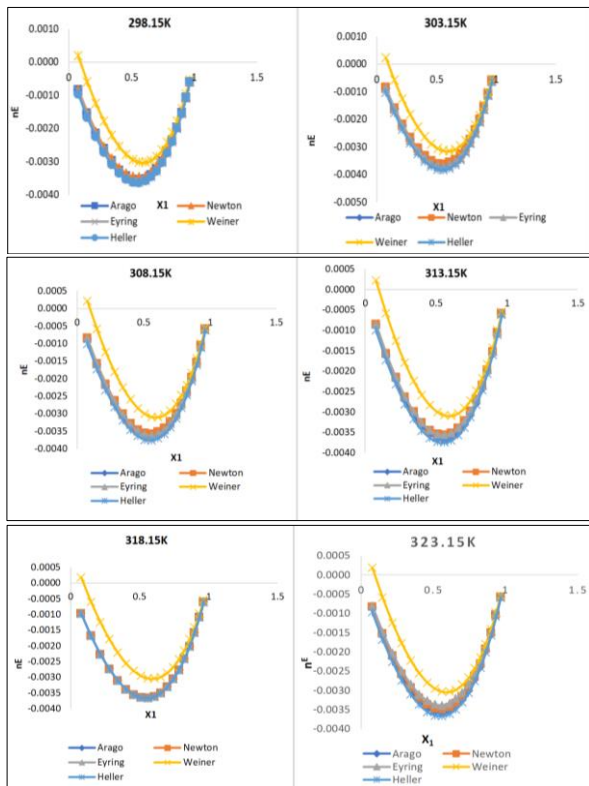 298.15K
0.0010
0.0000
-0.0010
-0.0020
-0.0030
-0.0040
0 0.5 1 1.5
nE
X1
Arago Newton
Eyring Weiner
Heller
303.15K
0.0010
0.0000
-0.0010
-0.0020
-0.0030
-0.0040
-0.0050
0 0.5 1 1.5
nE
X1
Arago Newton Eyring
Weiner Heller
308.15K
0.0005
0.0000
-0.0005
-0.0010
-0.0015
-0.0020
-0.0025
-0.0030
-0.0035
-0.0040
0 0.5 1 1.5
nE
X1
Arago Newton
Eyring Weiner
Heller
313.15K
0.0005
0.0000
-0.0005
-0.0010
-0.0015
-0.0020
-0.0025
-0.0030
-0.0035
-0.0040
0 0.5 1 1.5
nE
X1
Arago Newton
Eyring Weiner
Heller
318.15K
0.0005
0.0000
-0.0005
-0.0010
-0.0015
-0.0020
-0.0025
-0.0030
-0.0035
-0.0040
0 0.5 1 1.5
nE
X1
Arago Newton
Eyring Weiner
Heller
323.15K
0.0005
0.0000
-0.0005
-0.0010
-0.0015
-0.0020
-0.0025
-0.0030
-0.0035
-0.0040
0 0.5 1 1.5
nᴱ
X₁
Arago Newton
Eyring Weiner
Heller